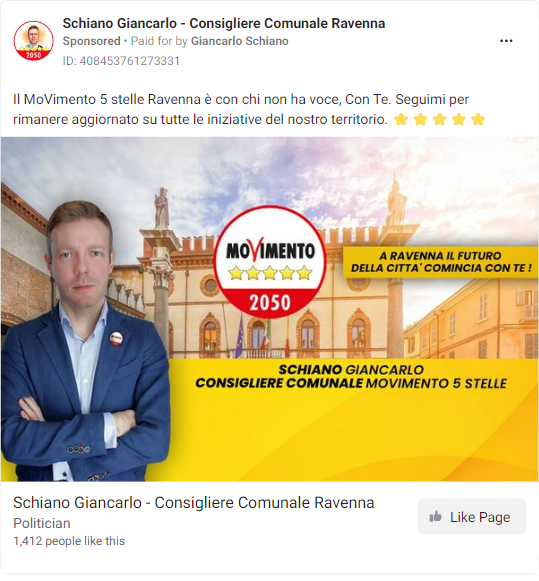 Schiano Giancarlo - Consigliere Comunale Ravenna
Sponsored • Paid for by Giancarlo Schiano
ID: 408453761273331
2050
Il MoVimento 5 stelle Ravenna è con chi non ha voce, Con Te. Seguimi per
rimanere aggiornato su tutte le iniziative del nostro territorio. ⭐⭐⭐⭐⭐
MOVIMENTO
2050
A RAVENNA IL FUTURO
DELLA CITTA' COMINCIA CON TE !
SCHIANO GIANCARLO
CONSIGLIERE COMUNALE MOVIMENTO 5 STELLE
Schiano Giancarlo - Consigliere Comunale Ravenna
Politician
1,412 people like this
Like Page